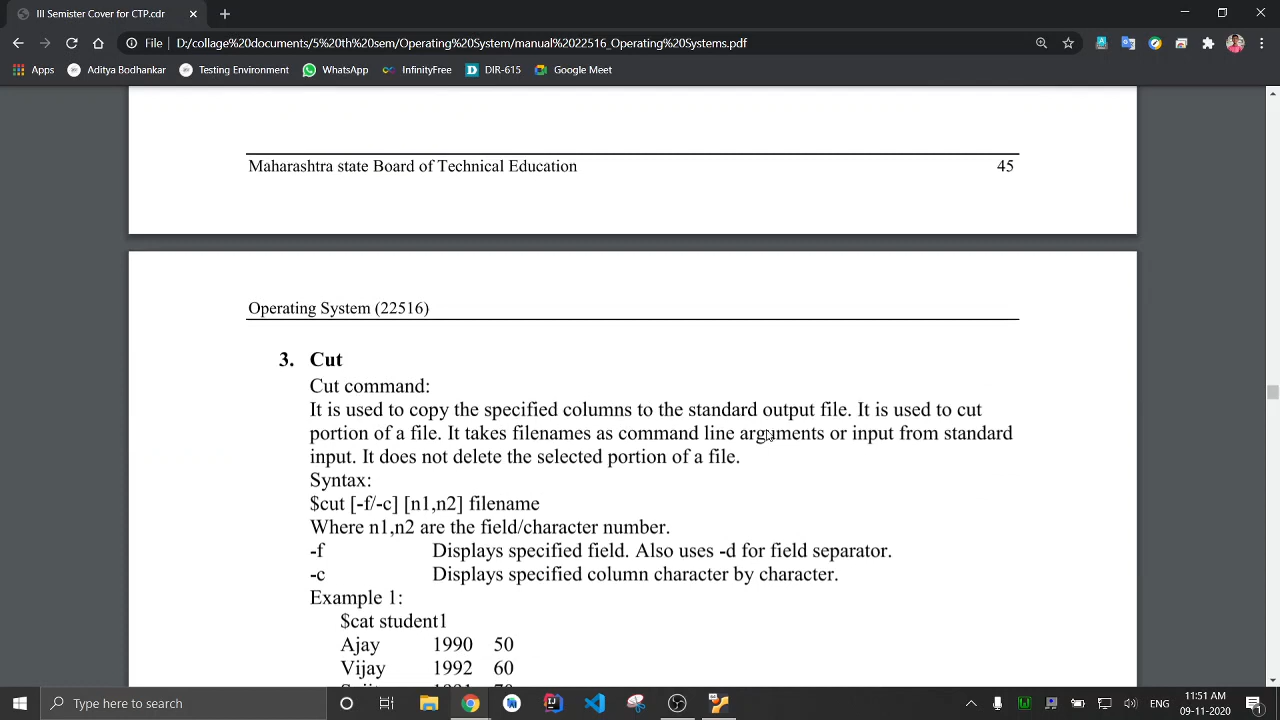 III Semister Cover for CTP.cdr
File
D:/collage%20documents/5%20th%20sem/Operating%20System/manual%2022516_Operating%20Systems.pdf
Apps
Aditya Bodhankar
Testing Environment
WhatsApp
InfinityFree
DIR-615
Google Meet
Maharashtra state Board of Technical Education 45
Operating System (22516)
3. Cut
Cut command:
It is used to copy the specified columns to the standard output file. It is used to cut
portion of a file. It takes filenames as command line arguments or input from standard
input. It does not delete the selected portion of a file.
Syntax:
$cut [-f/-c] [n1,n2] filename
Where n1,n2 are the field/character number.
-f Displays specified field. Also uses -d for field separator.
-c Displays specified column character by character.
Example 1:
$cat student1
Ajay 1990 50
Vijay 1992 60
Type here to search
ENG
11:51 AM
09-11-2020